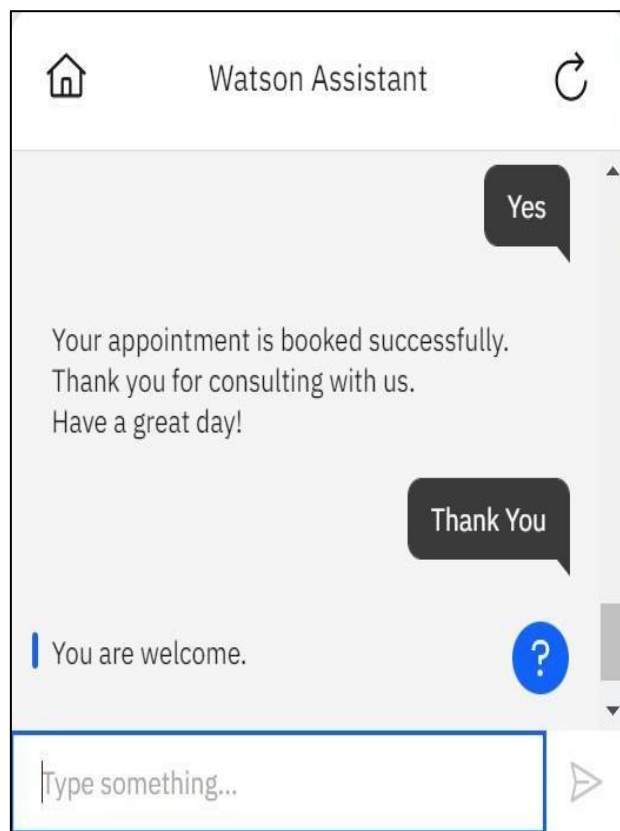 Watson Assistant
Yes
Your appointment is booked successfully.
Thank you for consulting with us.
Have a great day!
Thank You
You are welcome.
?
Type something...